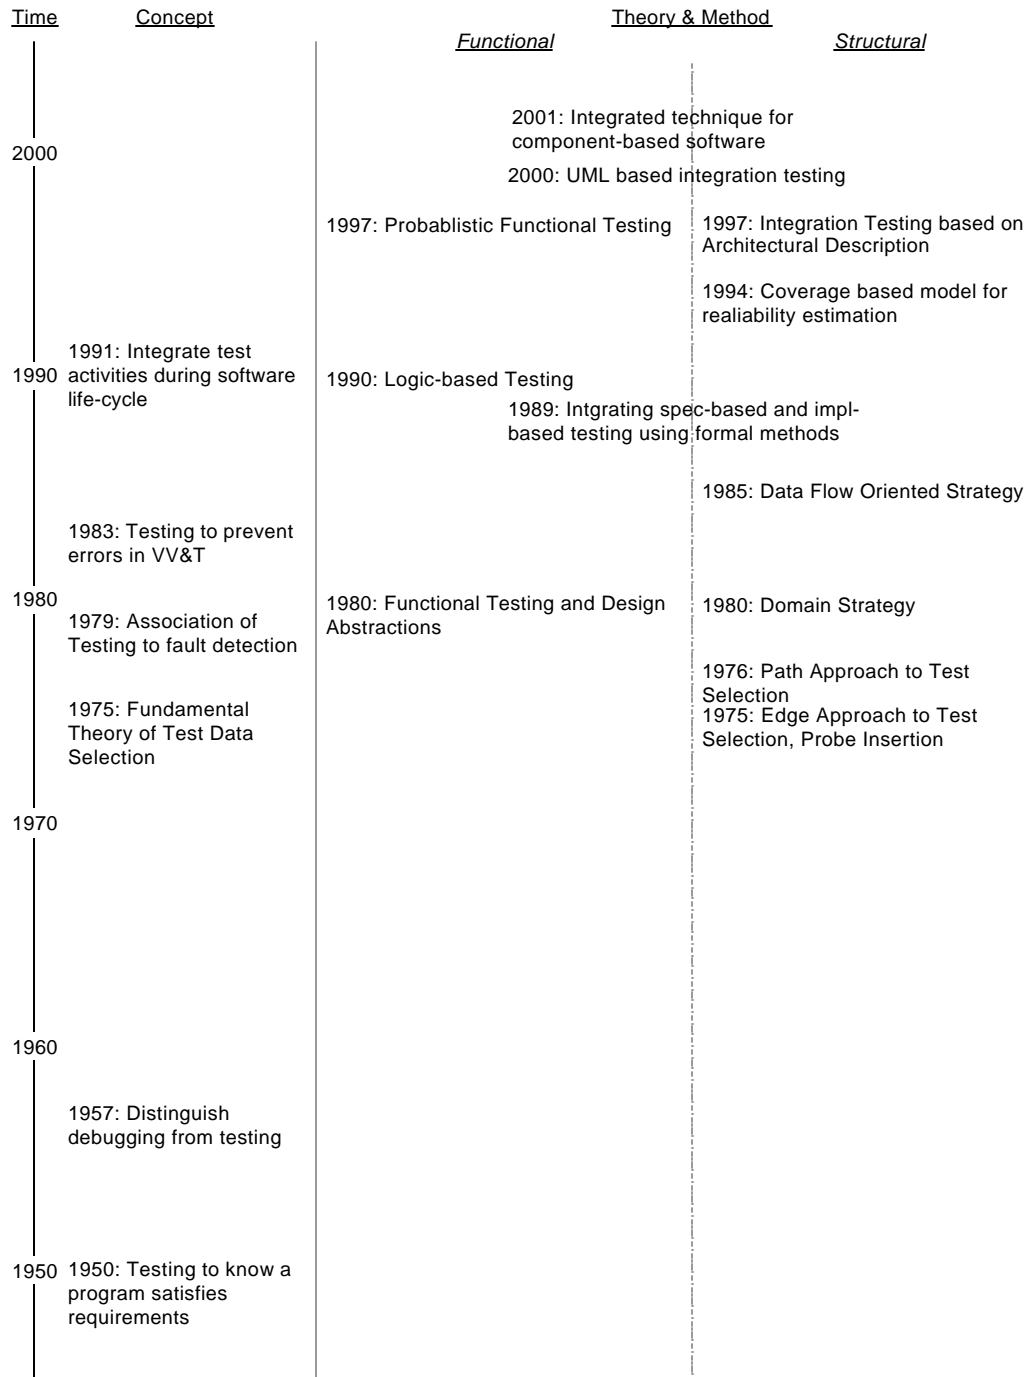 Time
Concept
Theory & Method
Functional
Structural
2001: Integrated technique for
component-based software
2000
2000: UML based integration testing
1997: Probablistic Functional Testing
1997: Integration Testing based on
Architectural Description
1994: Coverage based model for
realiability estimation
1991: Integrate test
activities during software
life-cycle
1990
1990: Logic-based Testing
1989: Intgrating spec-based and impl-
based testing using formal methods
1985: Data Flow Oriented Strategy
1983: Testing to prevent
errors in VV&T
1980
1980: Functional Testing and Design
Abstractions
1980: Domain Strategy
1979: Association of
Testing to fault detection
1976: Path Approach to Test
Selection
1975: Fundamental
Theory of Test Data
Selection
1975: Edge Approach to Test
Selection, Probe Insertion
1970
1960
1957: Distinguish
debugging from testing
1950
1950: Testing to know a
program satisfies
requirements